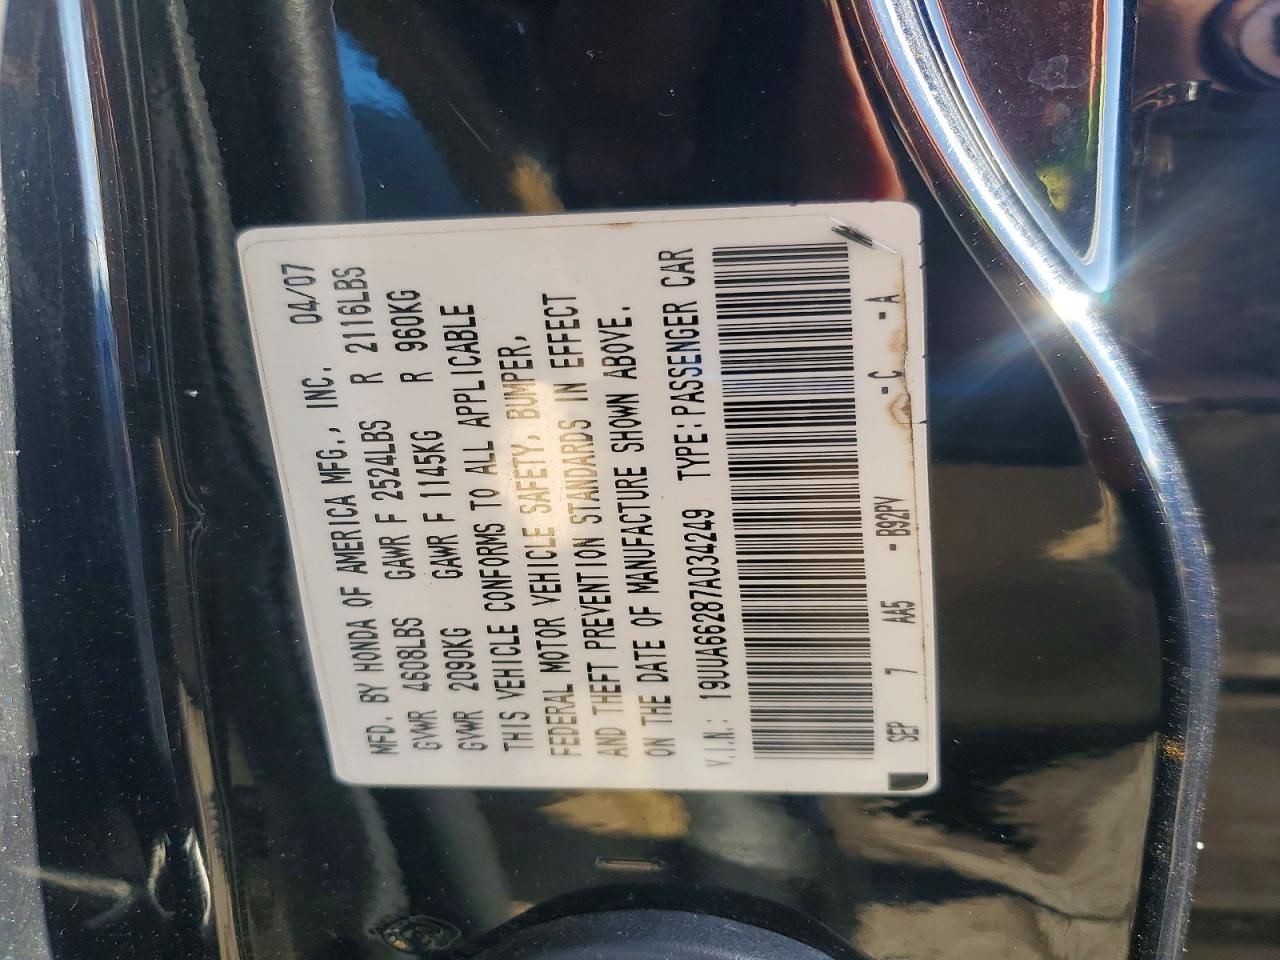 MFD. BY HONDA OF AMERICA MFG., INC. 04/07
GVWR 4608LBS GAWR F 2524LBS R 2116LBS
GVWR 2090KG GAWR F 1145KG R 960KG
THIS VEHICLE CONFORMS TO ALL APPLICABLE
FEDERAL MOTOR VEHICLE SAFETY, BUMPER,
AND THEFT PREVENTION STANDARDS IN EFFECT
ON THE DATE OF MANUFACTURE SHOWN ABOVE.
V.I.N.: 19UUA66287A034249 TYPE:PASSENGER CAR
SEP 7 AA5 -B92PV -C -A